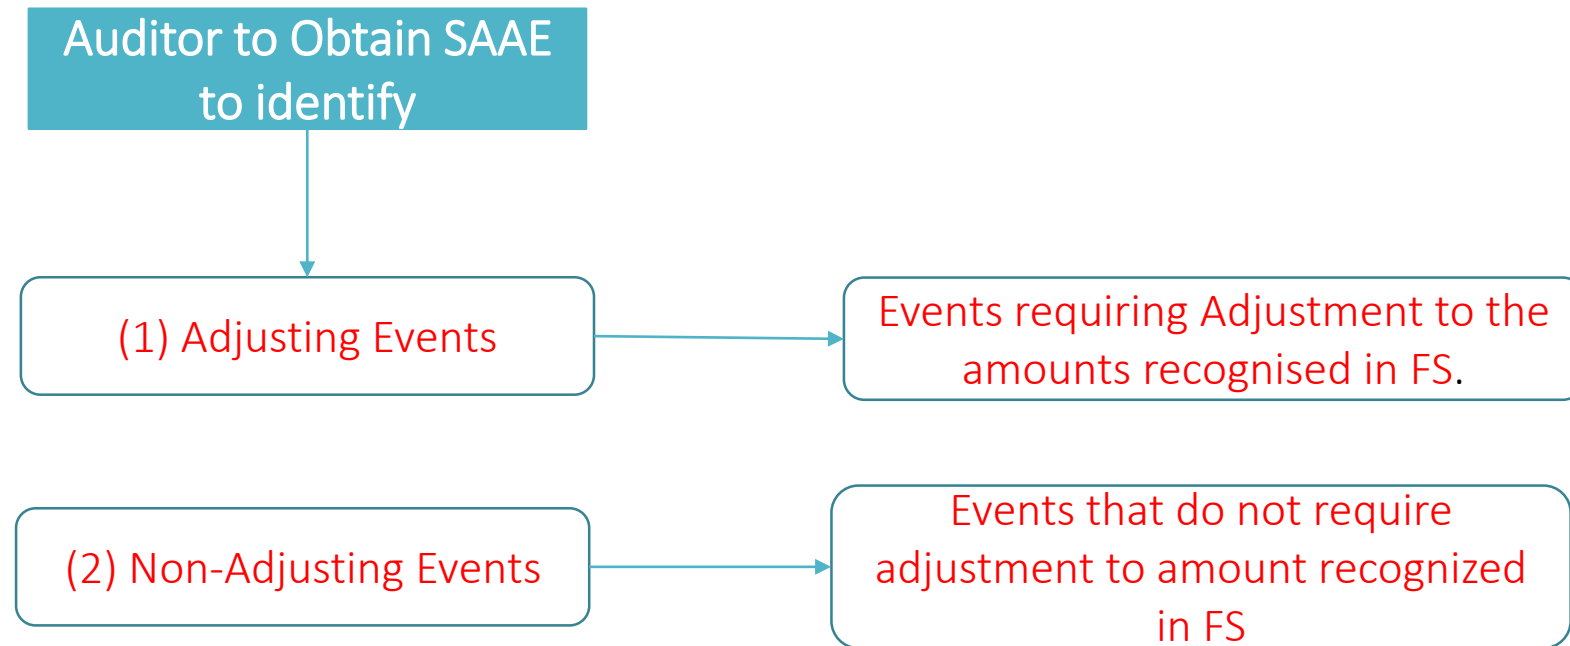 Auditor to Obtain SAAE
to identify
(1) Adjusting Events
Events requiring Adjustment to the
amounts recognised in FS.
(2) Non-Adjusting Events
Events that do not require
adjustment to amount recognized
in FS